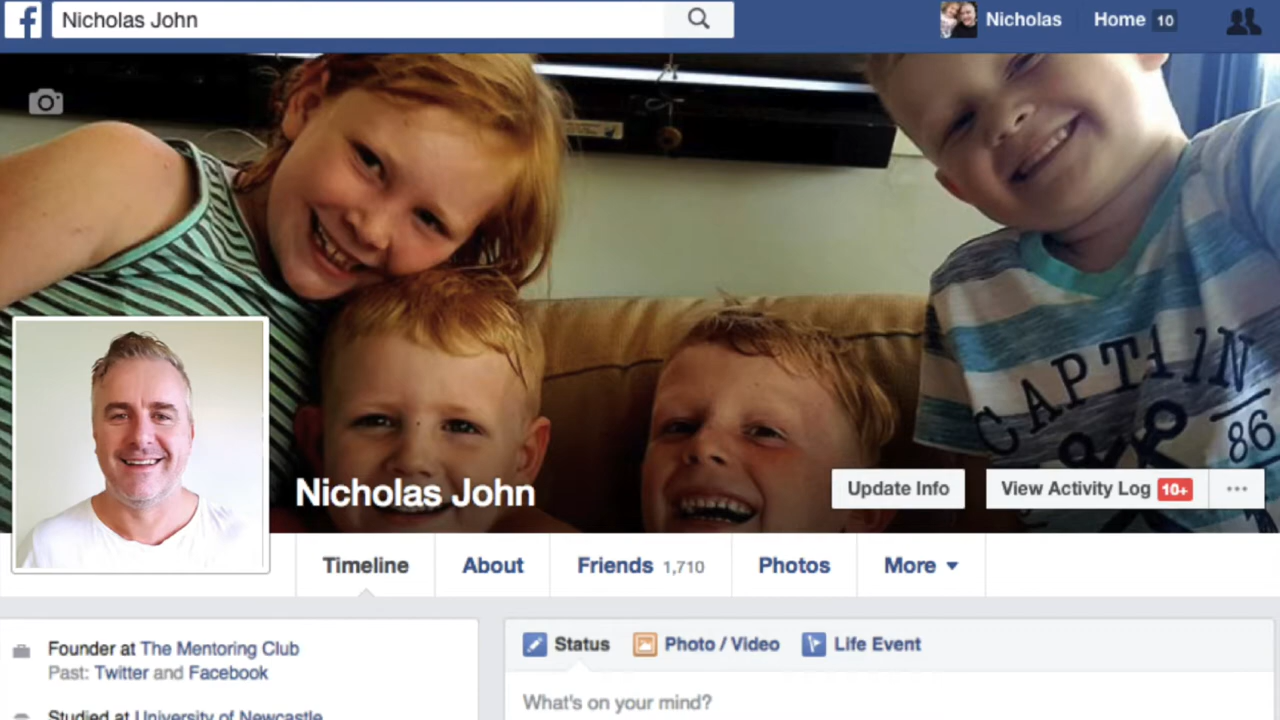 f Nicholas John Nicholas Home 10
CAPTAIN
86
Nicholas John Update Info View Activity Log 10+ ...
Timeline About Friends 1,710 Photos More
Founder at The Mentoring Club
Past: Twitter and Facebook
Studied at University of Newcastle
Status Photo / Video Life Event
What's on your mind?